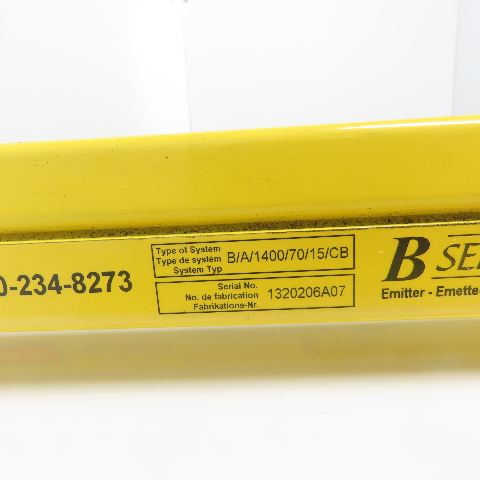 0-234-8273
Type of System
Type de systém
System Typ
B/A/1400/70/15/CB
Serial No.
No. de fabrication
Fabrikations-Nr.
1320206A07
B SE
Emitter - Emette